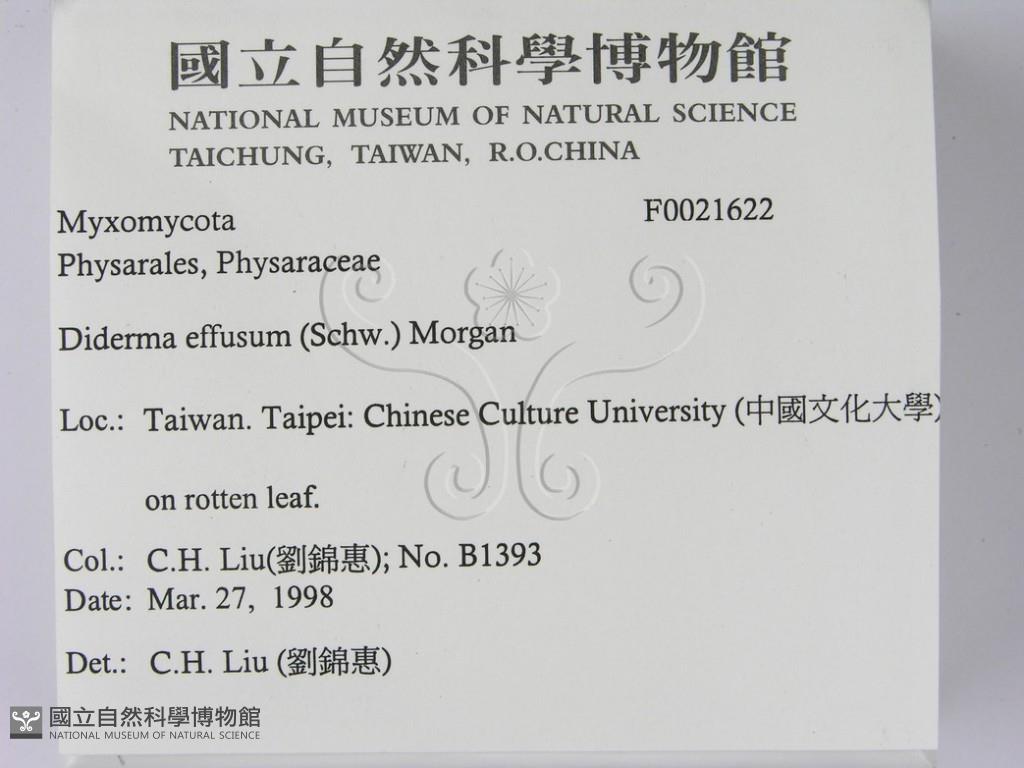 國立自然科學博物館
NATIONAL MUSEUM OF NATURAL SCIENCE
TAICHUNG, TAIWAN, R.O.CHINA
Myxomycota F0021622
Physarales, Physaraceae
Diderma effusum (Schw.) Morgan
Loc.: Taiwan. Taipei: Chinese Culture University (中國文化大學)
on rotten leaf.
Col.: C.H. Liu(劉錦惠); No. B1393
Date: Mar. 27, 1998
Det.: C.H. Liu (劉錦惠)
國立自然科學博物館
NATIONAL MUSEUM OF NATURAL SCIENCE